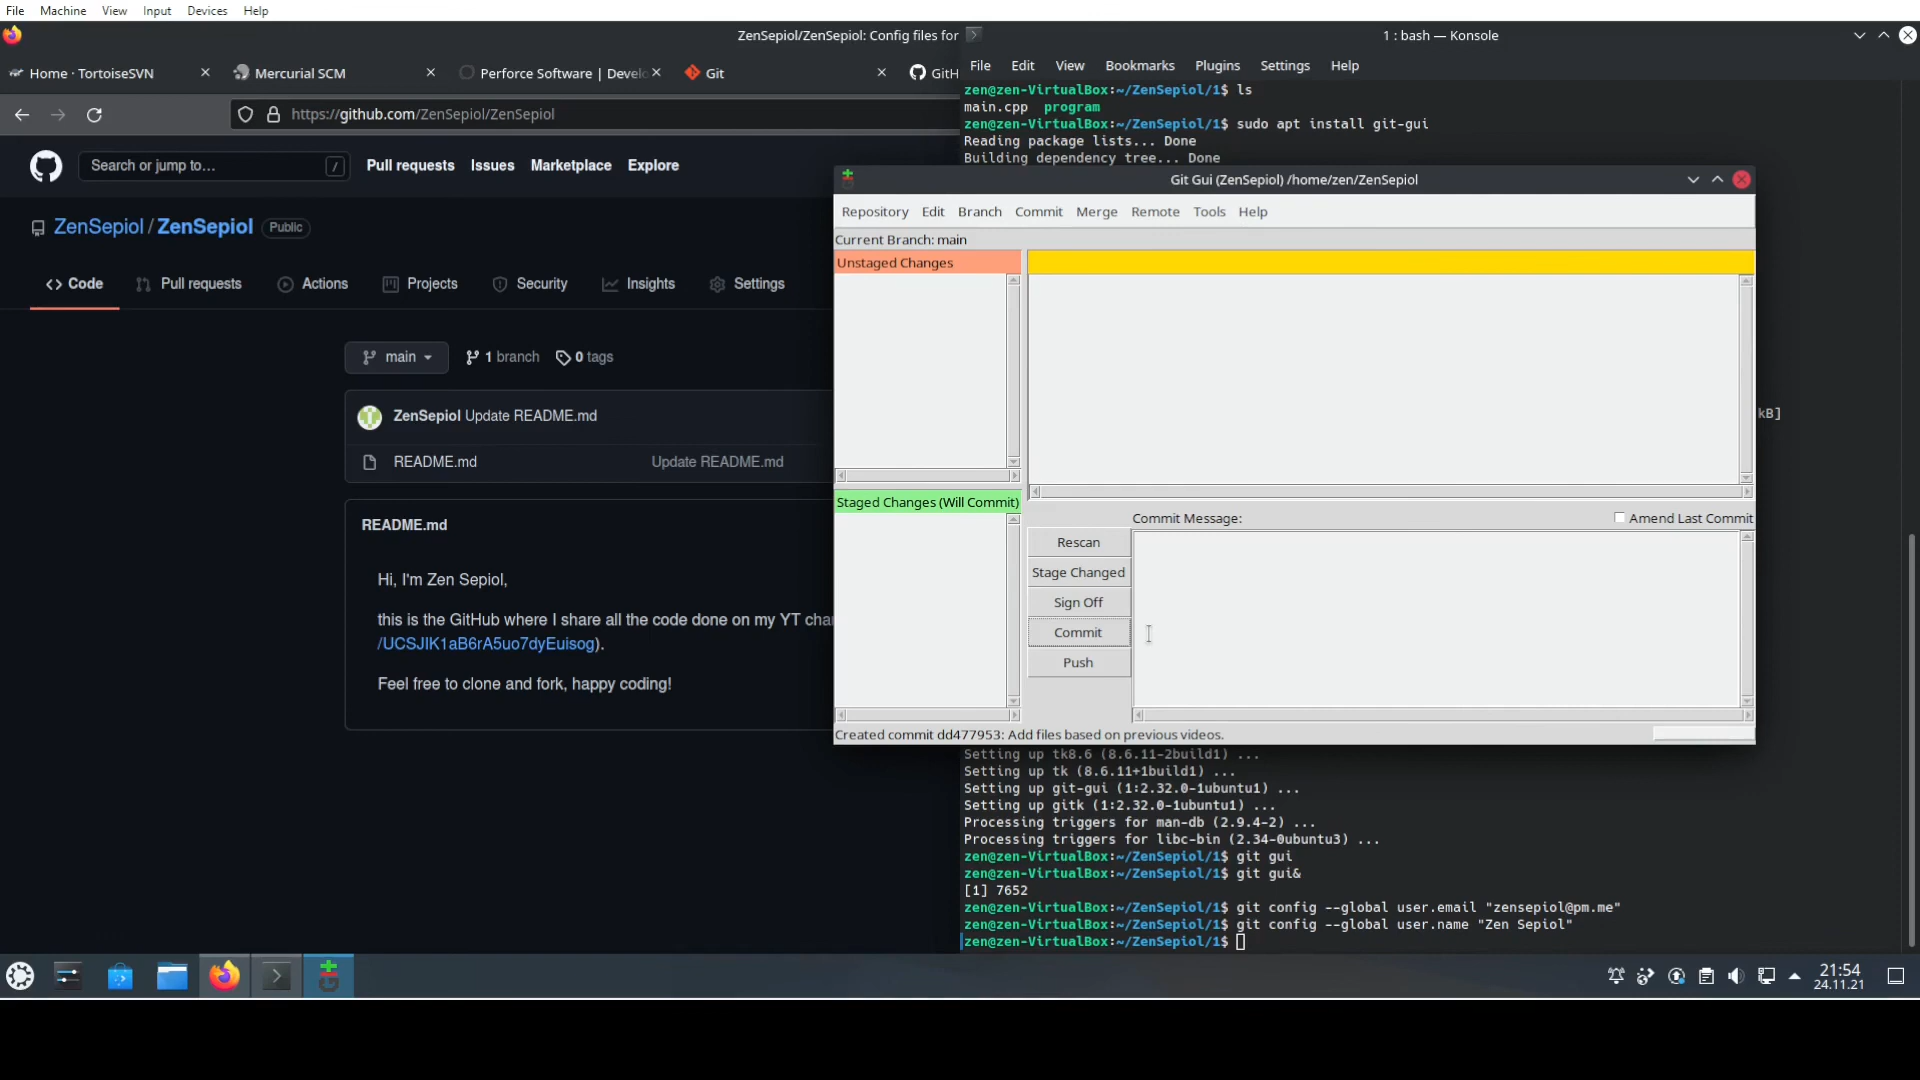 File Machine View Input Devices Help
ZenSepiol/ZenSepiol: Config files for
1 : bash — Konsole
Home · TortoiseSVN
Mercurial SCM
Perforce Software | Develo
Git
GitH
File Edit View Bookmarks Plugins Settings Help
https://github.com/ZenSepiol/ZenSepiol
zen@zen-VirtualBox:~/ZenSepiol/1$ ls
main.cpp program
zen@zen-VirtualBox:~/ZenSepiol/1$ sudo apt install git-gui
Reading package lists... Done
Building dependency tree... Done
Search or jump to… /
Pull requests Issues Marketplace Explore
ZenSepiol / ZenSepiol Public
<> Code Pull requests Actions Projects Security Insights Settings
main 1 branch 0 tags
ZenSepiol Update README.md
README.md Update README.md
README.md
Hi, I'm Zen Sepiol,
this is the GitHub where I share all the code done on my YT cha
/UCSJIK1aB6rA5uo7dyEuisog).
Feel free to clone and fork, happy coding!
Git Gui (ZenSepiol) /home/zen/ZenSepiol
Repository Edit Branch Commit Merge Remote Tools Help
Current Branch: main
Unstaged Changes
Staged Changes (Will Commit)
Commit Message:
Amend Last Commit
Rescan
Stage Changed
Sign Off
Commit
Push
Created commit dd477953: Add files based on previous videos.
kB]
Setting up tk8.6 (8.6.11-2build1) ...
Setting up tk (8.6.11+1build1) ...
Setting up git-gui (1:2.32.0-1ubuntu1) ...
Setting up gitk (1:2.32.0-1ubuntu1) ...
Processing triggers for man-db (2.9.4-2) ...
Processing triggers for libc-bin (2.34-0ubuntu3) ...
zen@zen-VirtualBox:~/ZenSepiol/1$ git gui
zen@zen-VirtualBox:~/ZenSepiol/1$ git gui&
[1] 7652
zen@zen-VirtualBox:~/ZenSepiol/1$ git config --global user.email "zensepiol@pm.me"
zen@zen-VirtualBox:~/ZenSepiol/1$ git config --global user.name "Zen Sepiol"
zen@zen-VirtualBox:~/ZenSepiol/1$
21:54
24.11.21